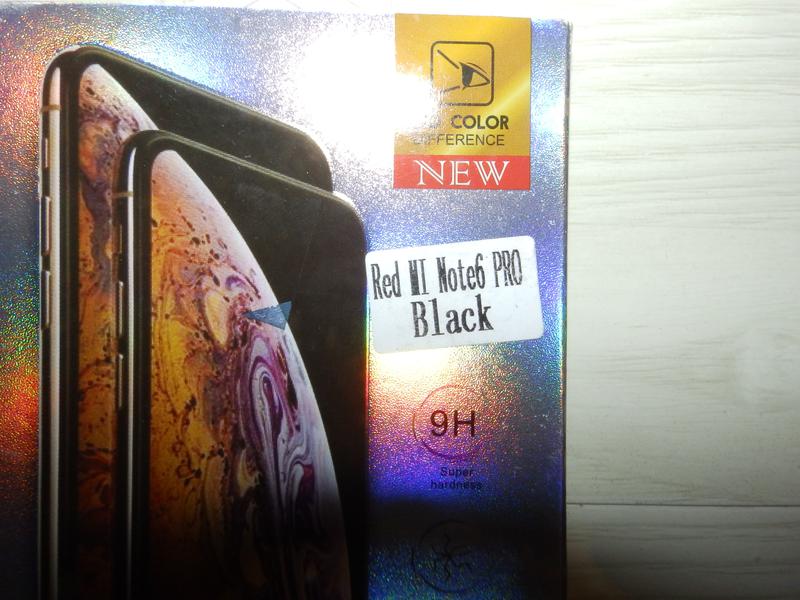 COLOR
DIFFERENCE
NEW
Red MI Note6 PRO
Black
9H
Super
hardness